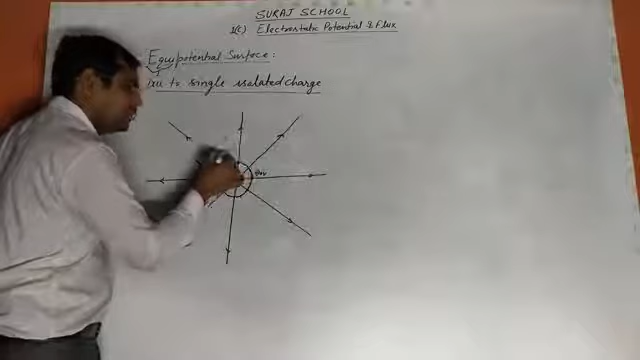 SURAJ SCHOOL
1(C) Electrostatic Potential & Flux
Equipotential Surface:
to single isolated charge